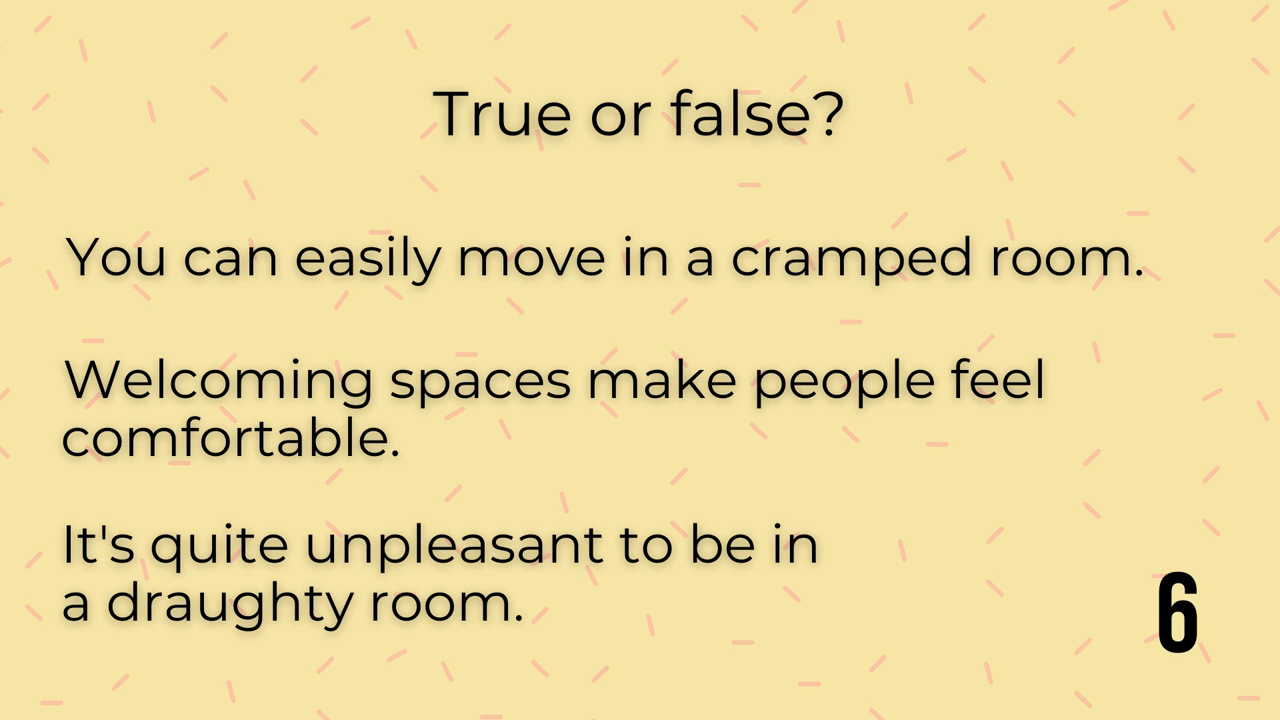 True or false?
You can easily move in a cramped room.
Welcoming spaces make people feel
comfortable.
It's quite unpleasant to be in
a draughty room.
6